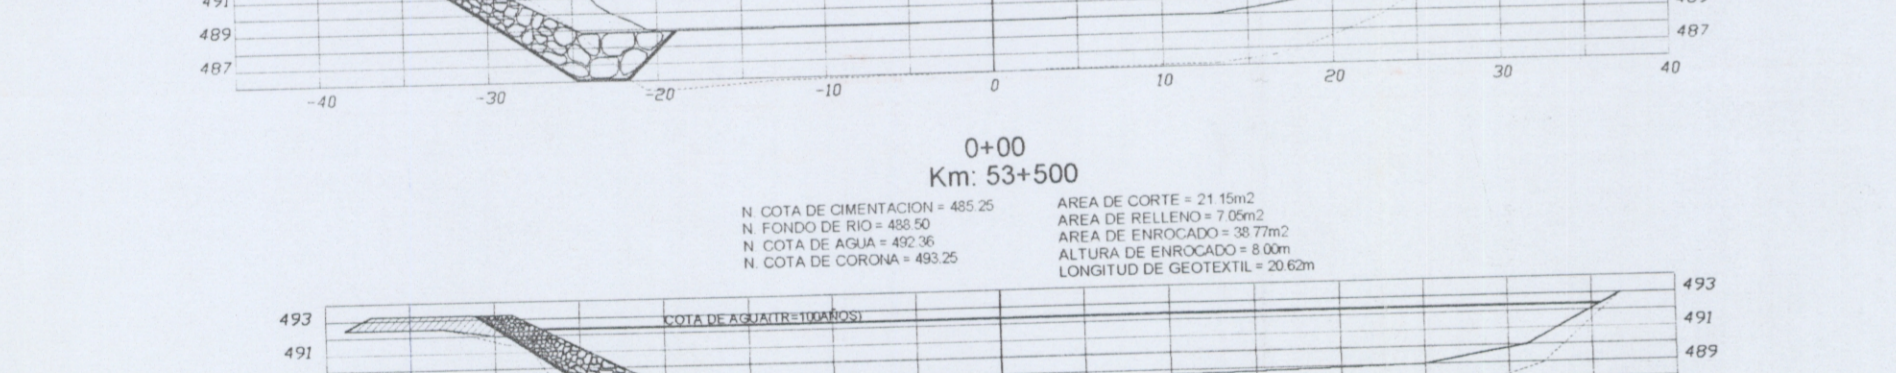 491
489 487
487
-40 -30 -20 -10 0 10 20 30 40
0+00
Km: 53+500
N COTA DE CIMENTACION = 485.25
N. FONDO DE RIO = 488.50
N COTA DE AGUA = 492.36
N. COTA DE CORONA = 493.25
AREA DE CORTE = 21.15m2
AREA DE RELLENO = 7.05m2
AREA DE ENROCADO = 38.77m2
ALTURA DE ENROCADO = 8.00m
LONGITUD DE GEOTEXTIL = 20.62m
493 493
COTA DE AGUA(TR=100AÑOS)
491 491
489